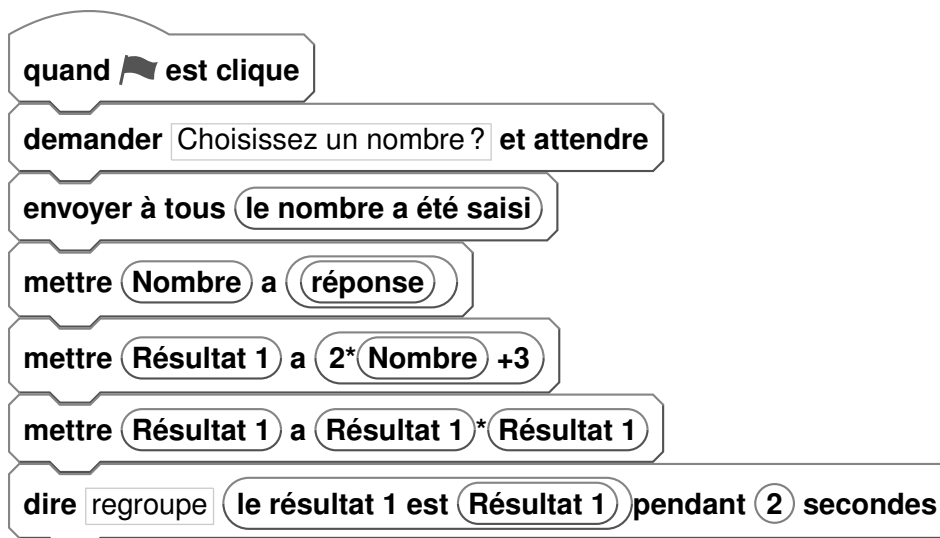 quand est clique
demander Choisissez un nombre ? et attendre
envoyer à tous le nombre a été saisi
mettre Nombre a réponse
mettre Résultat 1 a 2*Nombre +3
mettre Résultat 1 a Résultat 1*Résultat 1
dire regroupe le résultat 1 est Résultat 1 pendant 2 secondes